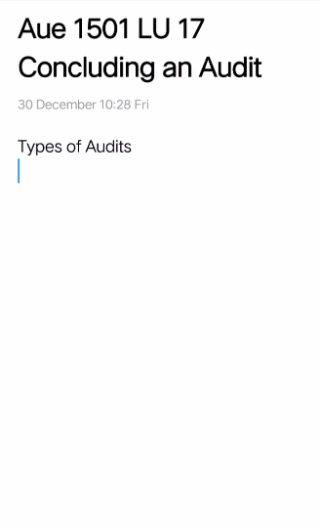 Aue 1501 LU 17
Concluding an Audit
30 December 10:28 Fri
Types of Audits